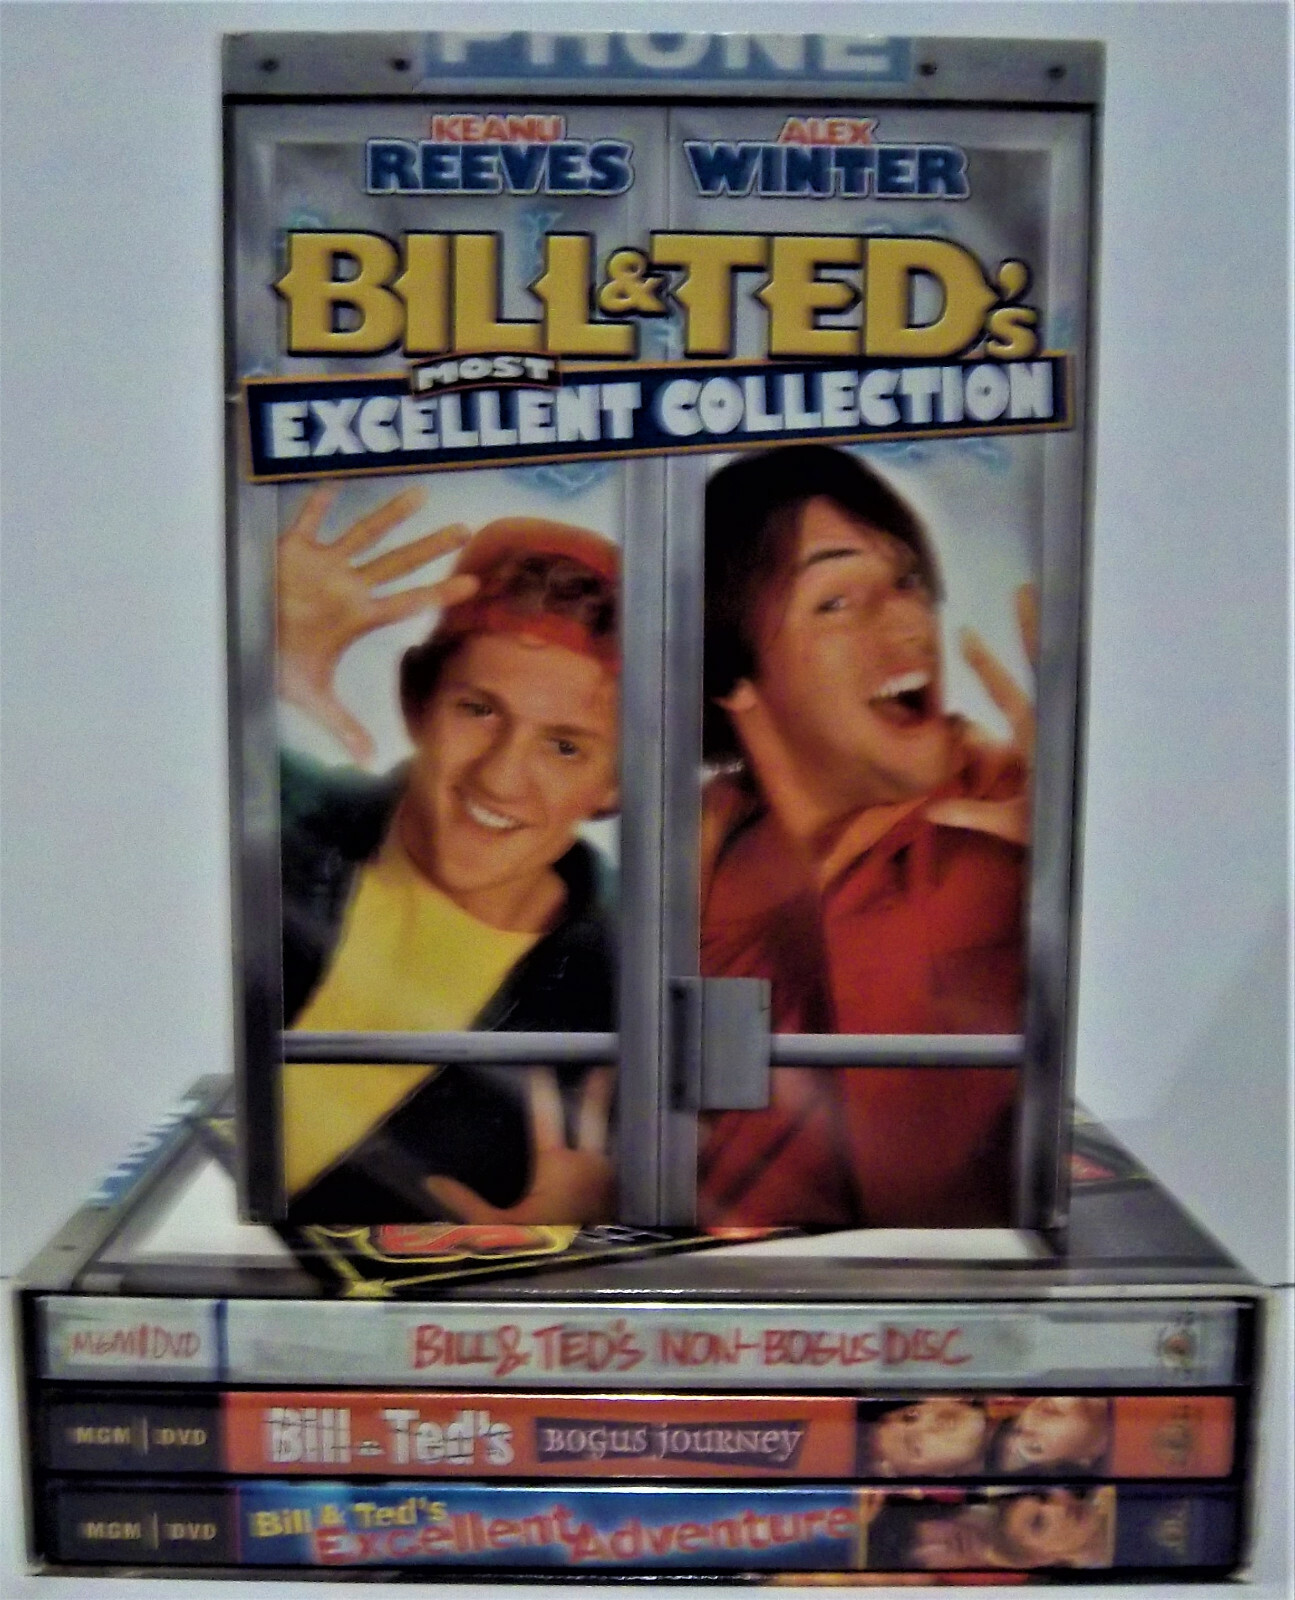 PHONE
KEANU ALEX
REEVES WINTER
BILL & TED's
MOST
EXCELLENT COLLECTION
PHONE
MGM DVD BILL & TED'S NON-BOGUS DISC
MGM DVD Bill & Ted's BOGUS JOURNEY
MGM DVD Bill & Ted's Excellent Adventure